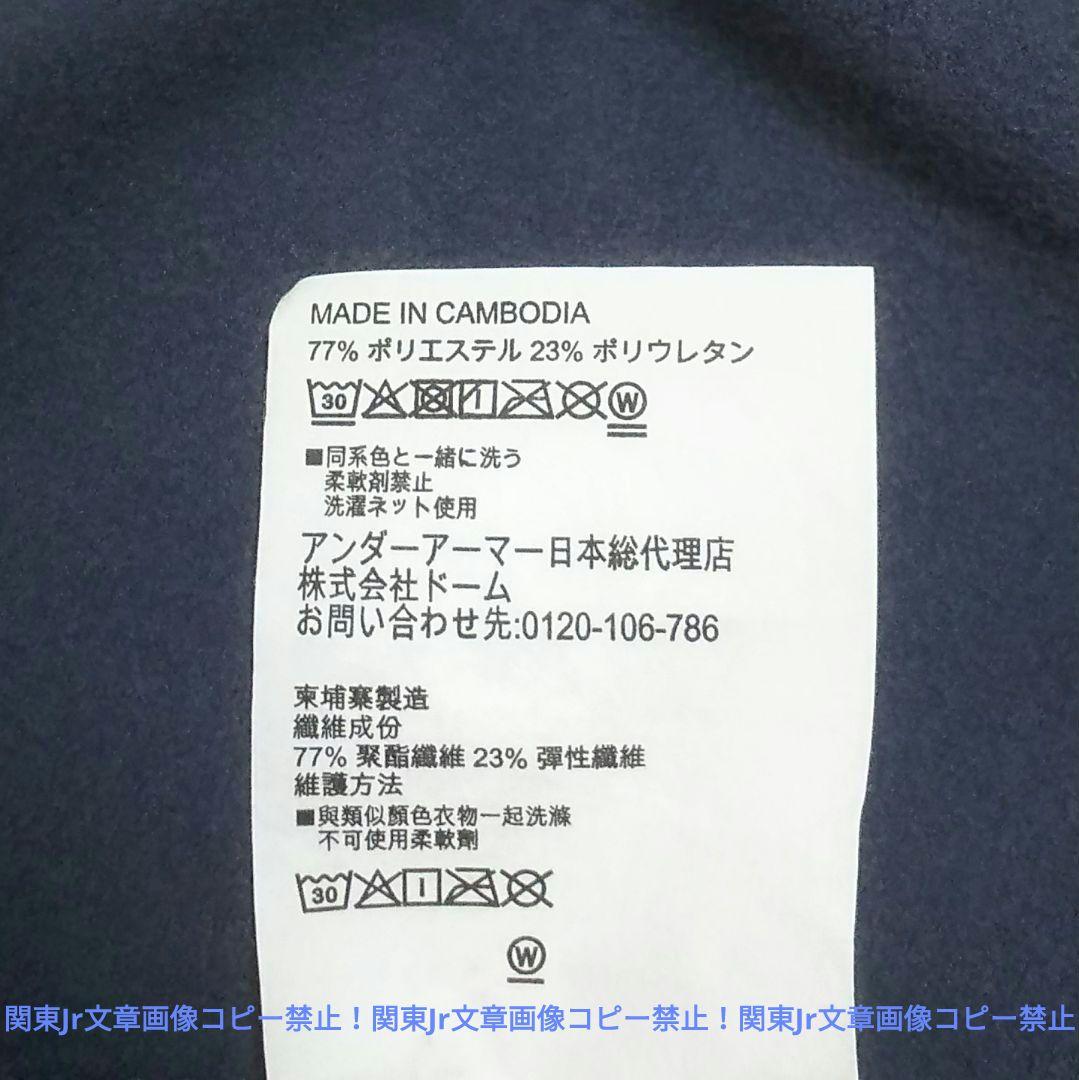 MADE IN CAMBODIA
77% ポリエステル 23% ポリウレタン
30 W
■同系色と一緒に洗う
柔軟剤禁止
洗濯ネット使用
アンダーアーマー日本総代理店
株式会社ドーム
お問い合わせ先:0120-106-786
柬埔寨製造
纖維成份
77% 聚酯纖維 23% 彈性纖維
維護方法
■與類似顏色衣物一起洗滌
不可使用柔軟劑
30
W
関東Jr文章画像コピー禁止！関東Jr文章画像コピー禁止！関東Jr文章画像コピー禁止